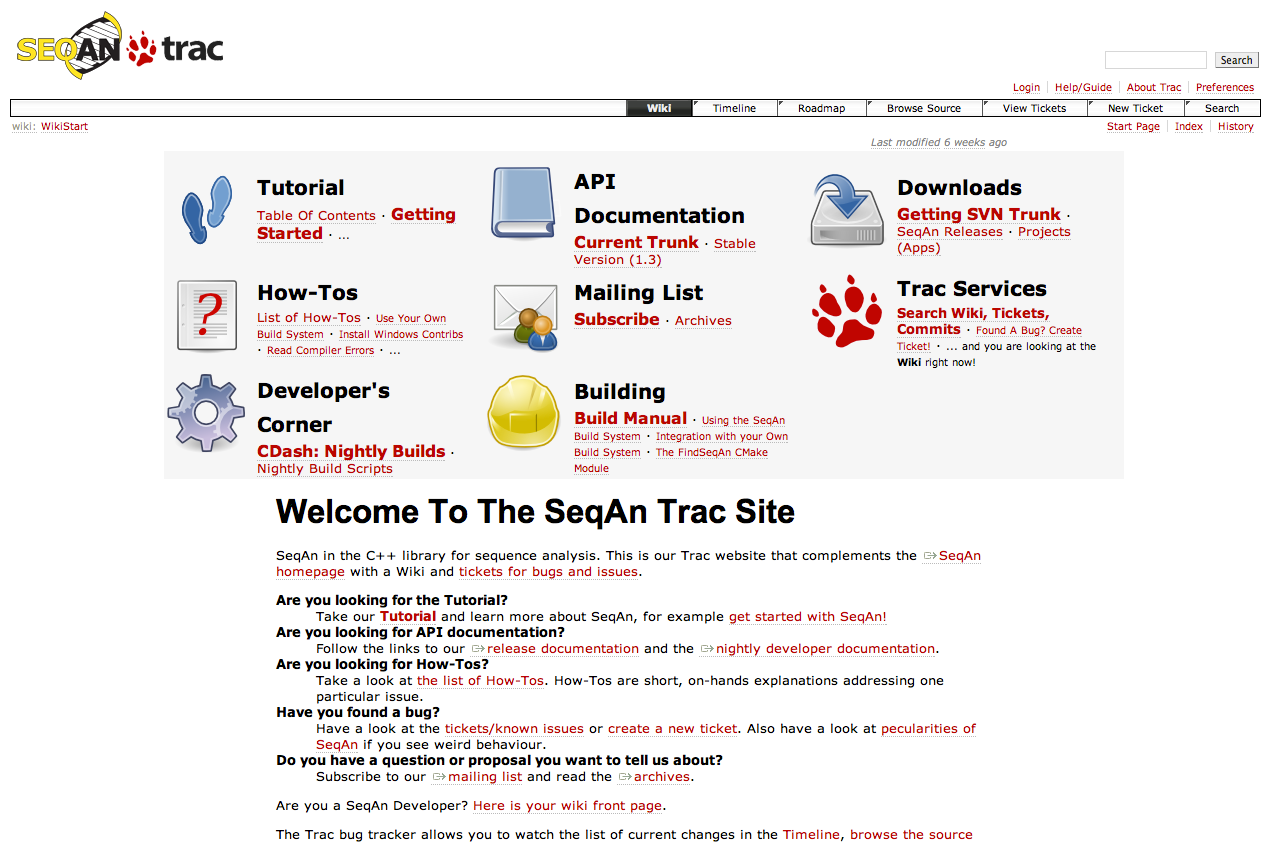 SEQAN trac
Search
Login Help/Guide About Trac Preferences
Wiki Timeline Roadmap Browse Source View Tickets New Ticket Search
wiki: WikiStart
Start Page Index History
Last modified 6 weeks ago
Tutorial
Table Of Contents · Getting
Started · ...
API
Documentation
Current Trunk · Stable
Version (1.3)
Downloads
Getting SVN Trunk ·
SeqAn Releases · Projects
(Apps)
?
How-Tos
List of How-Tos · Use Your Own
Build System · Install Windows Contribs
· Read Compiler Errors · ...
Mailing List
Subscribe · Archives
Trac Services
Search Wiki, Tickets,
Commits · Found A Bug? Create
Ticket! · ... and you are looking at the
Wiki right now!
Developer's
Corner
CDash: Nightly Builds ·
Nightly Build Scripts
Building
Build Manual · Using the SeqAn
Build System · Integration with your Own
Build System · The FindSeqAn CMake
Module
Welcome To The SeqAn Trac Site
SeqAn in the C++ library for sequence analysis. This is our Trac website that complements the SeqAn
homepage with a Wiki and tickets for bugs and issues.
Are you looking for the Tutorial?
Take our Tutorial and learn more about SeqAn, for example get started with SeqAn!
Are you looking for API documentation?
Follow the links to our release documentation and the nightly developer documentation.
Are you looking for How-Tos?
Take a look at the list of How-Tos. How-Tos are short, on-hands explanations addressing one
particular issue.
Have you found a bug?
Have a look at the tickets/known issues or create a new ticket. Also have a look at pecularities of
SeqAn if you see weird behaviour.
Do you have a question or proposal you want to tell us about?
Subscribe to our mailing list and read the archives.
Are you a SeqAn Developer? Here is your wiki front page.
The Trac bug tracker allows you to watch the list of current changes in the Timeline, browse the source